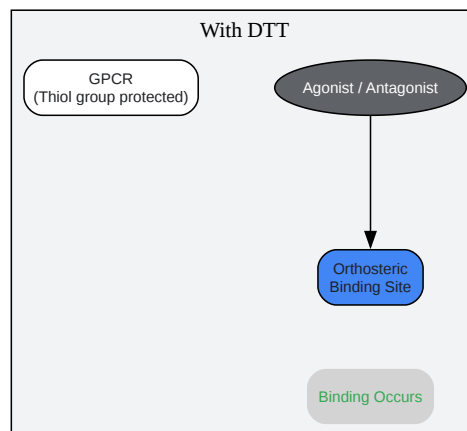 With DTT
GPCR
(Thiol group protected)
Agonist / Antagonist
Orthosteric
Binding Site
Binding Occurs